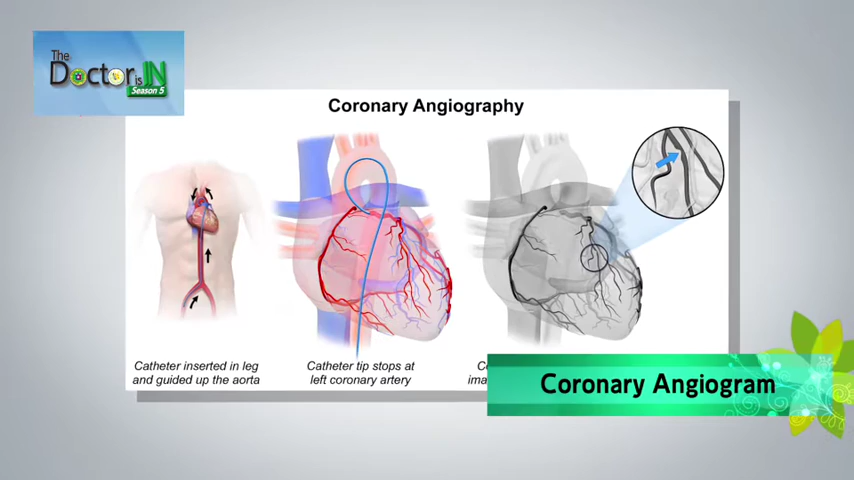 The
Doctor is IN
Season 5
Coronary Angiography
Catheter inserted in leg
and guided up the aorta
Catheter tip stops at
left coronary artery
Coronary Angiogram